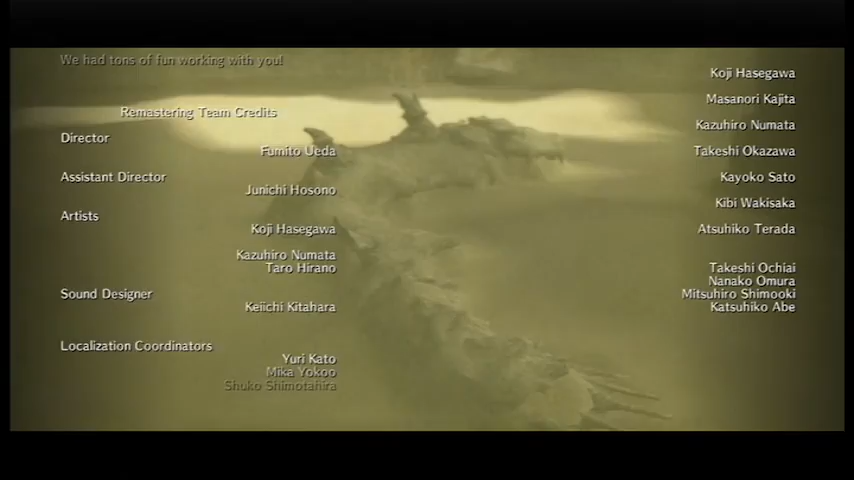 We had tons of fun working with you!
Remastering Team Credits
Director
Fumito Ueda
Assistant Director
Junichi Hosono
Artists
Koji Hasegawa
Kazuhiro Numata
Taro Hirano
Sound Designer
Keiichi Kitahara
Localization Coordinators
Yuri Kato
Mika Yokoo
Shuko Shimotahira
Koji Hasegawa
Masanori Kajita
Kazuhiro Numata
Takeshi Okazawa
Kayoko Sato
Kibi Wakisaka
Atsuhiko Terada
Takeshi Ochiai
Nanako Omura
Mitsuhiro Shimooki
Katsuhiko Abe